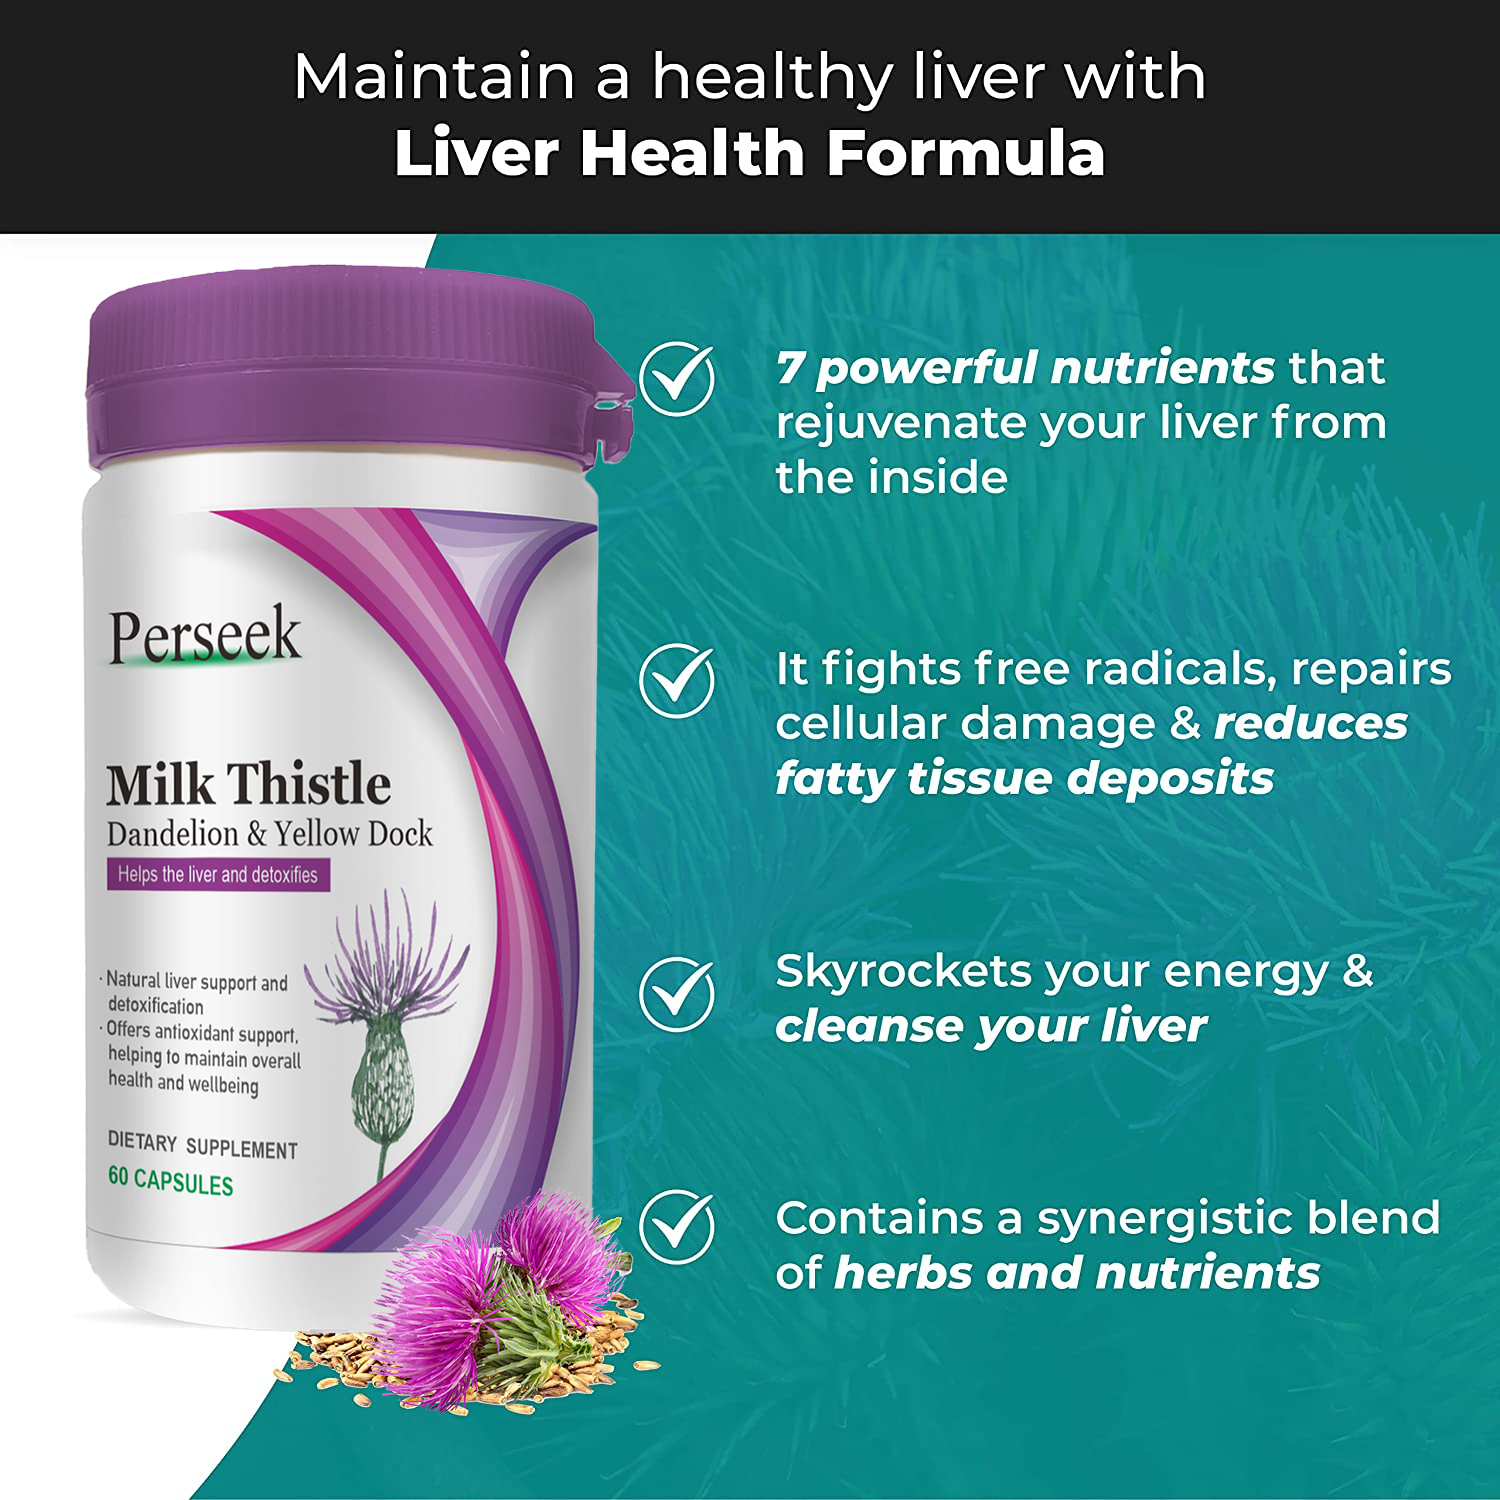 Maintain a healthy liver with
Liver Health Formula
Perseek
Milk Thistle
Dandelion & Yellow Dock
Helps the liver and detoxifies
· Natural liver support and
detoxification
· Offers antioxidant support,
helping to maintain overall
health and wellbeing
DIETARY SUPPLEMENT
60 CAPSULES
7 powerful nutrients that
rejuvenate your liver from
the inside
It fights free radicals, repairs
cellular damage & reduces
fatty tissue deposits
Skyrockets your energy &
cleanse your liver
Contains a synergistic blend
of herbs and nutrients